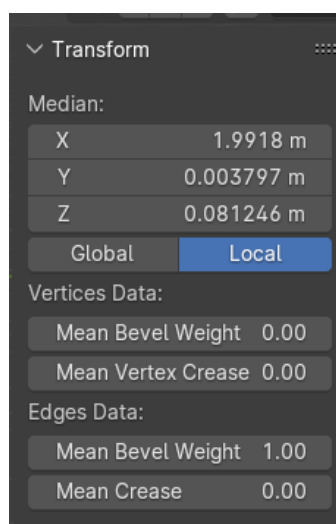 Transform
Median:
X 1.9918 m
Y 0.003797 m
Z 0.081246 m
Global Local
Vertices Data:
Mean Bevel Weight 0.00
Mean Vertex Crease 0.00
Edges Data:
Mean Bevel Weight 1.00
Mean Crease 0.00